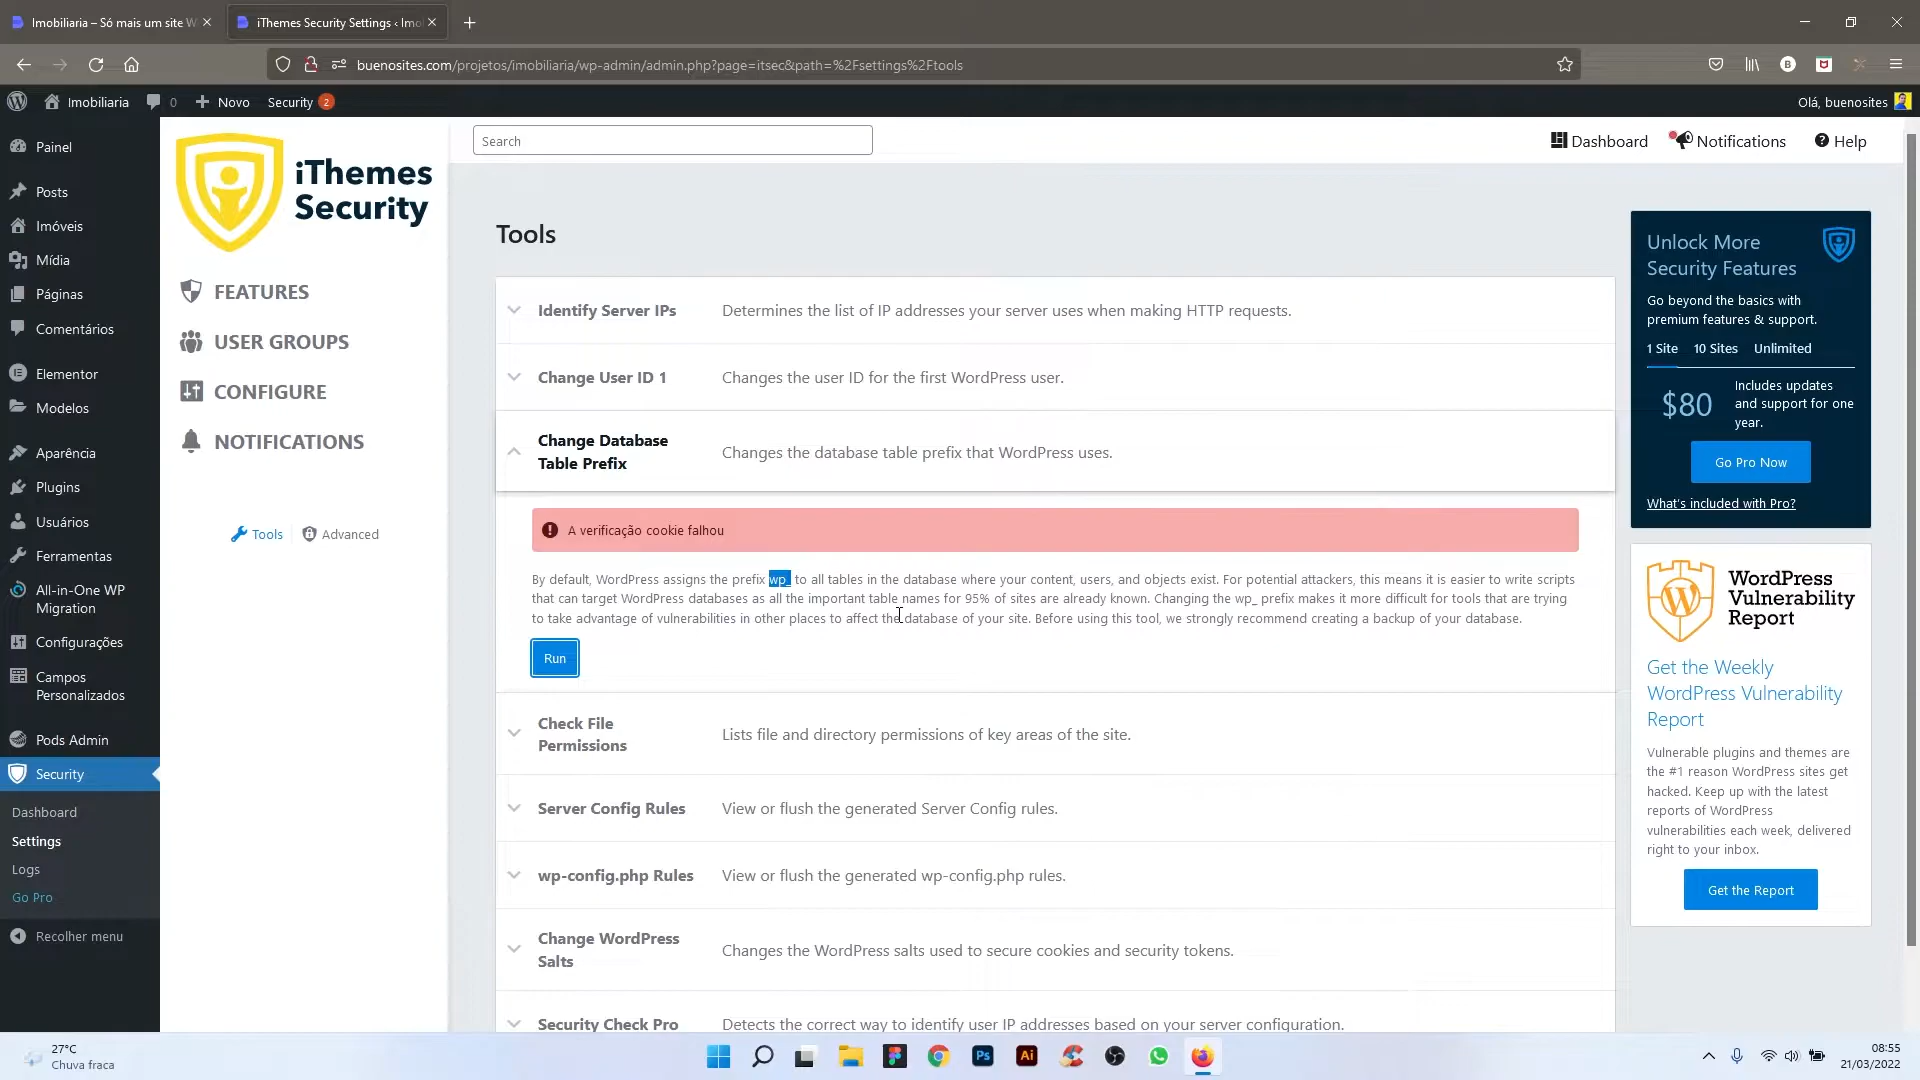 Imobiliaria – Só mais um site W
iThemes Security Settings ‹ Imo
buenosites.com/projetos/imobiliaria/wp-admin/admin.php?page=itsec&path=%2Fsettings%2Ftools
Imobiliaria
0
Novo
Security 2
Olá, buenosites
Painel
Posts
Imóveis
Mídia
Páginas
Comentários
Elementor
Modelos
Aparência
Plugins
Usuários
Ferramentas
All-in-One WP
Migration
Configurações
Campos
Personalizados
Pods Admin
Security
Dashboard
Settings
Logs
Go Pro
Recolher menu
iThemes
Security
FEATURES
USER GROUPS
CONFIGURE
NOTIFICATIONS
Tools
Advanced
Search
Dashboard
Notifications
Help
Tools
Identify Server IPs
Determines the list of IP addresses your server uses when making HTTP requests.
Change User ID 1
Changes the user ID for the first WordPress user.
Change Database
Table Prefix
Changes the database table prefix that WordPress uses.
A verificação cookie falhou
By default, WordPress assigns the prefix wp_ to all tables in the database where your content, users, and objects exist. For potential attackers, this means it is easier to write scripts
that can target WordPress databases as all the important table names for 95% of sites are already known. Changing the wp_ prefix makes it more difficult for tools that are trying
to take advantage of vulnerabilities in other places to affect the database of your site. Before using this tool, we strongly recommend creating a backup of your database.
Run
Check File
Permissions
Lists file and directory permissions of key areas of the site.
Server Config Rules
View or flush the generated Server Config rules.
wp-config.php Rules
View or flush the generated wp-config.php rules.
Change WordPress
Salts
Changes the WordPress salts used to secure cookies and security tokens.
Security Check Pro
Detects the correct way to identify user IP addresses based on your server configuration.
Unlock More
Security Features
Go beyond the basics with
premium features & support.
1 Site 10 Sites Unlimited
$80
Includes updates
and support for one
year.
Go Pro Now
What's included with Pro?
WordPress
Vulnerability
Report
Get the Weekly
WordPress Vulnerability
Report
Vulnerable plugins and themes are
the #1 reason WordPress sites get
hacked. Keep up with the latest
reports of WordPress
vulnerabilities each week, delivered
right to your inbox.
Get the Report
27°C
Chuva fraca
Ps
Ai
08:55
21/03/2022